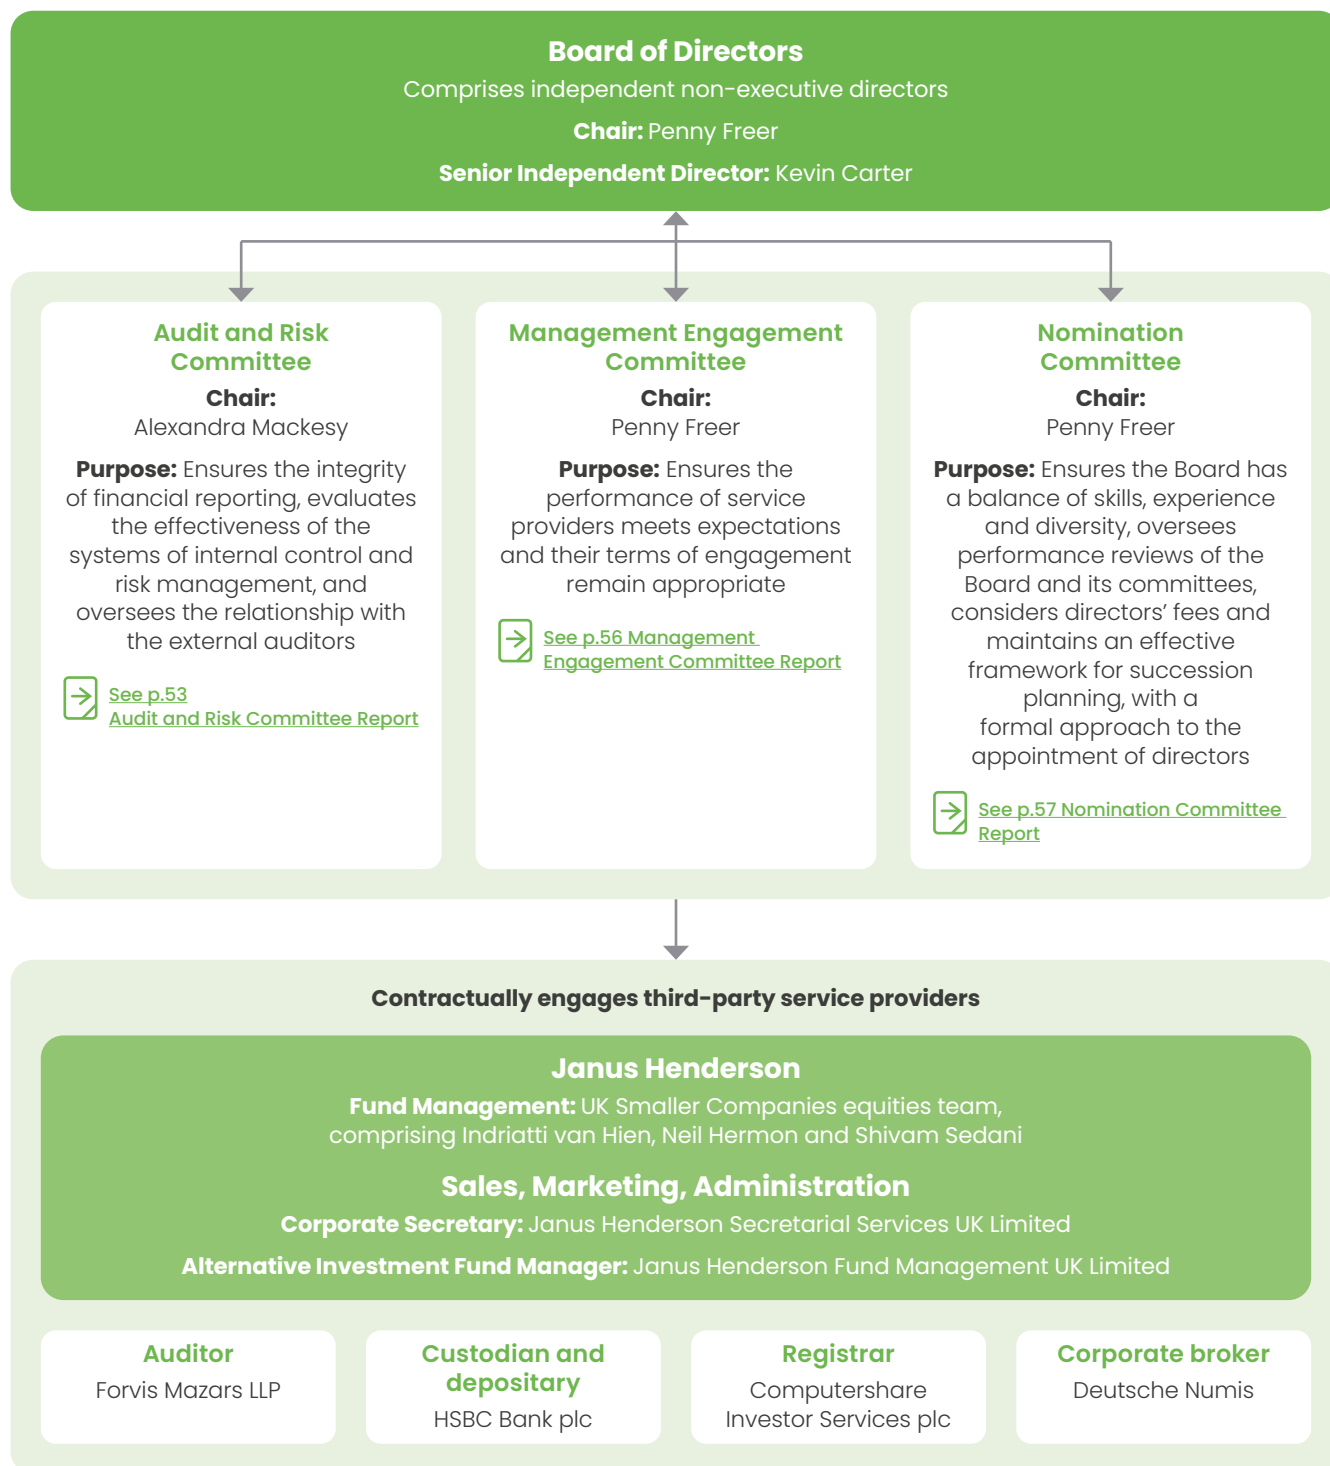 Board of Directors
Comprises independent non-executive directors
Chair: Penny Freer
Senior Independent Director: Kevin Carter
Audit and Risk
Committee
Chair:
Alexandra Mackesy
Purpose: Ensures the integrity
of financial reporting, evaluates
the effectiveness of the
systems of internal control and
risk management, and
oversees the relationship with
the external auditors
See p.53
Audit and Risk Committee Report
Management Engagement
Committee
Chair:
Penny Freer
Purpose: Ensures the
performance of service
providers meets expectations
and their terms of engagement
remain appropriate
See p.56 Management
Engagement Committee Report
Nomination
Committee
Chair:
Penny Freer
Purpose: Ensures the Board has
a balance of skills, experience
and diversity, oversees
performance reviews of the
Board and its committees,
considers directors’ fees and
maintains an effective
framework for succession
planning, with a
formal approach to the
appointment of directors
See p.57 Nomination Committee
Report
Contractually engages third-party service providers
Janus Henderson
Fund Management: UK Smaller Companies equities team,
comprising Indriatti van Hien, Neil Hermon and Shivam Sedani
Sales, Marketing, Administration
Corporate Secretary: Janus Henderson Secretarial Services UK Limited
Alternative Investment Fund Manager: Janus Henderson Fund Management UK Limited
Auditor
Forvis Mazars LLP
Custodian and
depositary
HSBC Bank plc
Registrar
Computershare
Investor Services plc
Corporate broker
Deutsche Numis